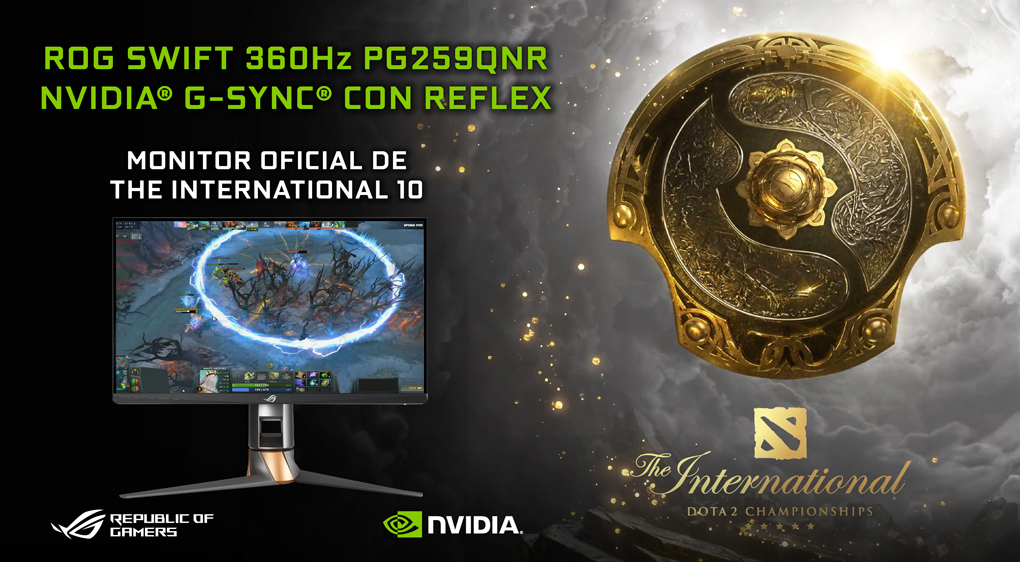 ROG SWIFT 360Hz PG259QNR
NVIDIA® G-SYNC® CON REFLEX
MONITOR OFICIAL DE
THE INTERNATIONAL 10
REPUBLIC OF
GAMERS
NVIDIA.
The International
DOTA 2 CHAMPIONSHIPS